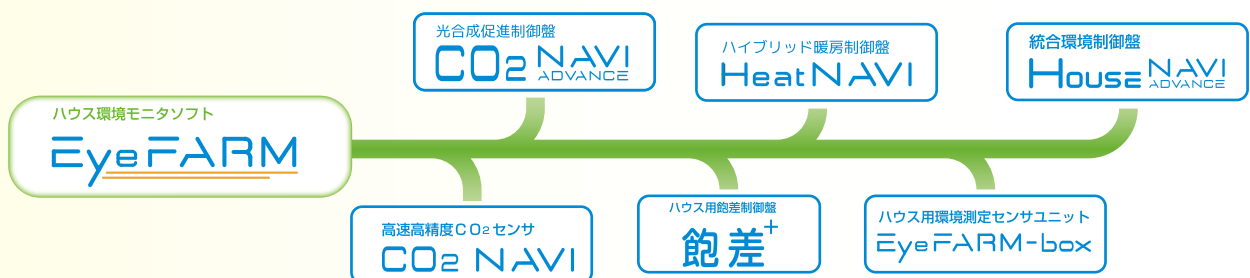 光合成促進制御盤
CO2 NAVI
ADVANCE
ハイブリッド暖房制御盤
HeatNAVI
統合環境制御盤
House NAVI
ADVANCE
ハウス環境モニタソフト
EyeFARM
高速高精度CO2センサ
CO2 NAVI
ハウス用飽差制御盤
飽差+
ハウス用環境測定センサユニット
EyeFARM-box